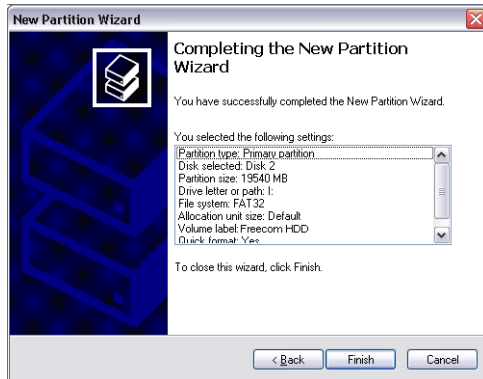 New Partition Wizard
Completing the New Partition
Wizard
You have successfully completed the New Partition Wizard.
You selected the following settings:
Partition type: Primary partition
Disk selected: Disk 2
Partition size: 19540 MB
Drive letter or path: I:
File system: FAT32
Allocation unit size: Default
Volume label: Freecom HDD
Quick format: Yes
To close this wizard, click Finish.
< Back Finish Cancel